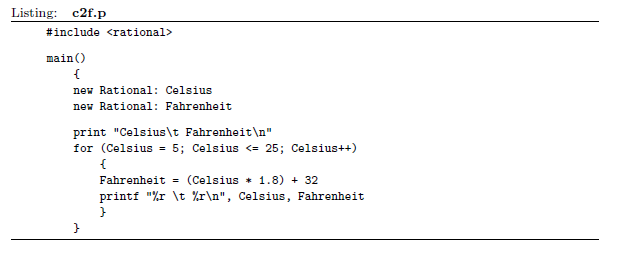 Listing: c2f.p
#include <rational>
main()
{
new Rational: Celsius
new Rational: Fahrenheit
print "Celsius\t Fahrenheit\n"
for (Celsius = 5; Celsius <= 25; Celsius++)
{
Fahrenheit = (Celsius * 1.8) + 32
printf "%r \t %r\n", Celsius, Fahrenheit
}
}